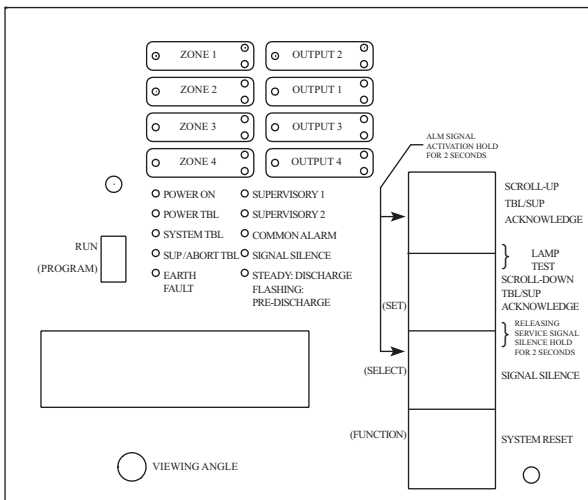 ZONE 1
OUTPUT 2
ZONE 2
OUTPUT 1
ZONE 3
OUTPUT 3
ZONE 4
OUTPUT 4
POWER ON
SUPERVISORY 1
POWER TBL
SUPERVISORY 2
SYSTEM TBL
COMMON ALARM
SUP /ABORT TBL
SIGNAL SILENCE
EARTH
FAULT
STEADY: DISCHARGE
FLASHING:
PRE-DISCHARGE
RUN
(PROGRAM)
VIEWING ANGLE
ALM SIGNAL
ACTIVATION HOLD
FOR 2 SECONDS
(SET)
(SELECT)
(FUNCTION)
SCROLL-UP
TBL/SUP
ACKNOWLEDGE
LAMP
TEST
SCROLL-DOWN
TBL/SUP
ACKNOWLEDGE
RELEASING
SERVICE SIGNAL
SILENCE HOLD
FOR 2 SECONDS
SIGNAL SILENCE
SYSTEM RESET